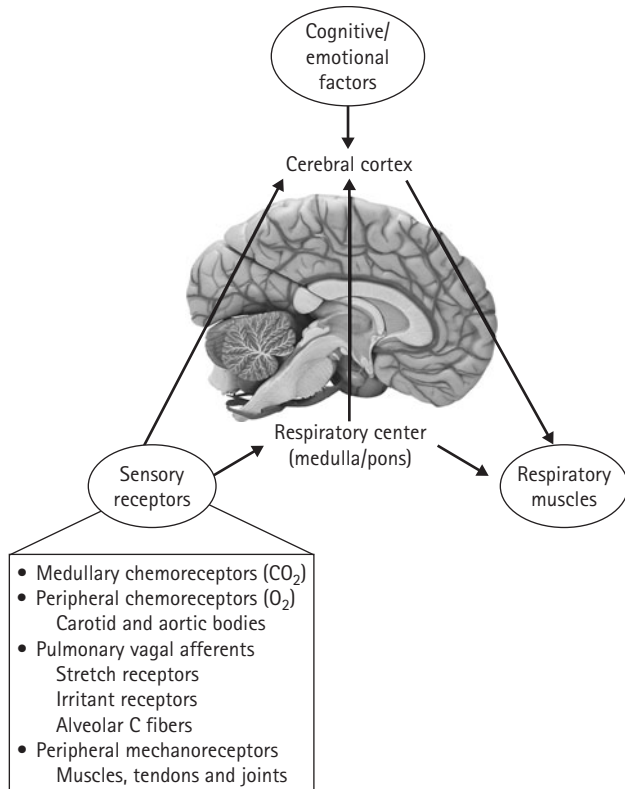 Cognitive/
emotional
factors
Cerebral cortex
Respiratory center
(medulla/pons)
Sensory
receptors
Respiratory
muscles
• Medullary chemoreceptors (CO₂)
• Peripheral chemoreceptors (O₂)
Carotid and aortic bodies
• Pulmonary vagal afferents
Stretch receptors
Irritant receptors
Alveolar C fibers
• Peripheral mechanoreceptors
Muscles, tendons and joints